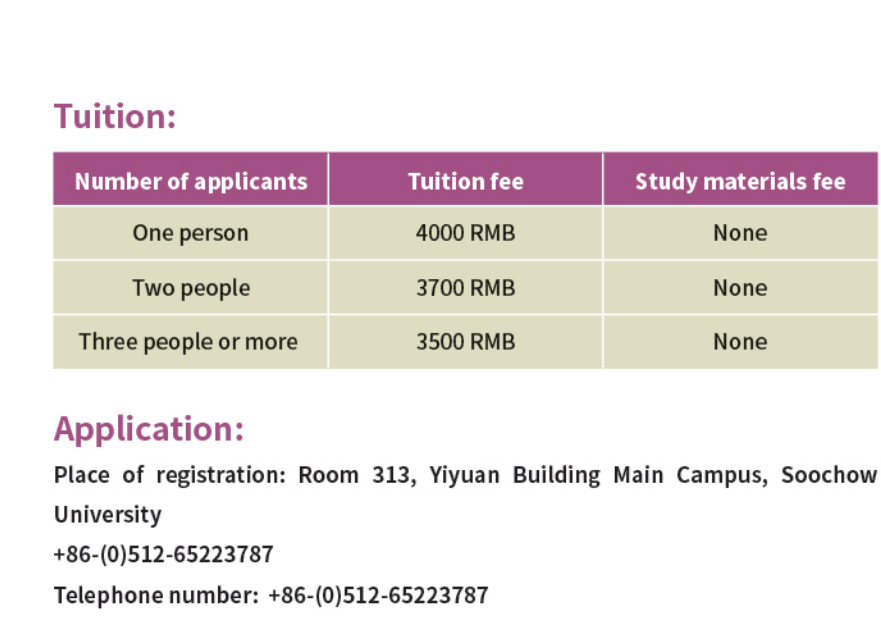 Tuition:
Number of applicants Tuition fee Study materials fee
One person 4000 RMB None
Two people 3700 RMB None
Three people or more 3500 RMB None
Application:
Place of registration: Room 313, Yiyuan Building Main Campus, Soochow
University
+86-(0)512-65223787
Telephone number: +86-(0)512-65223787